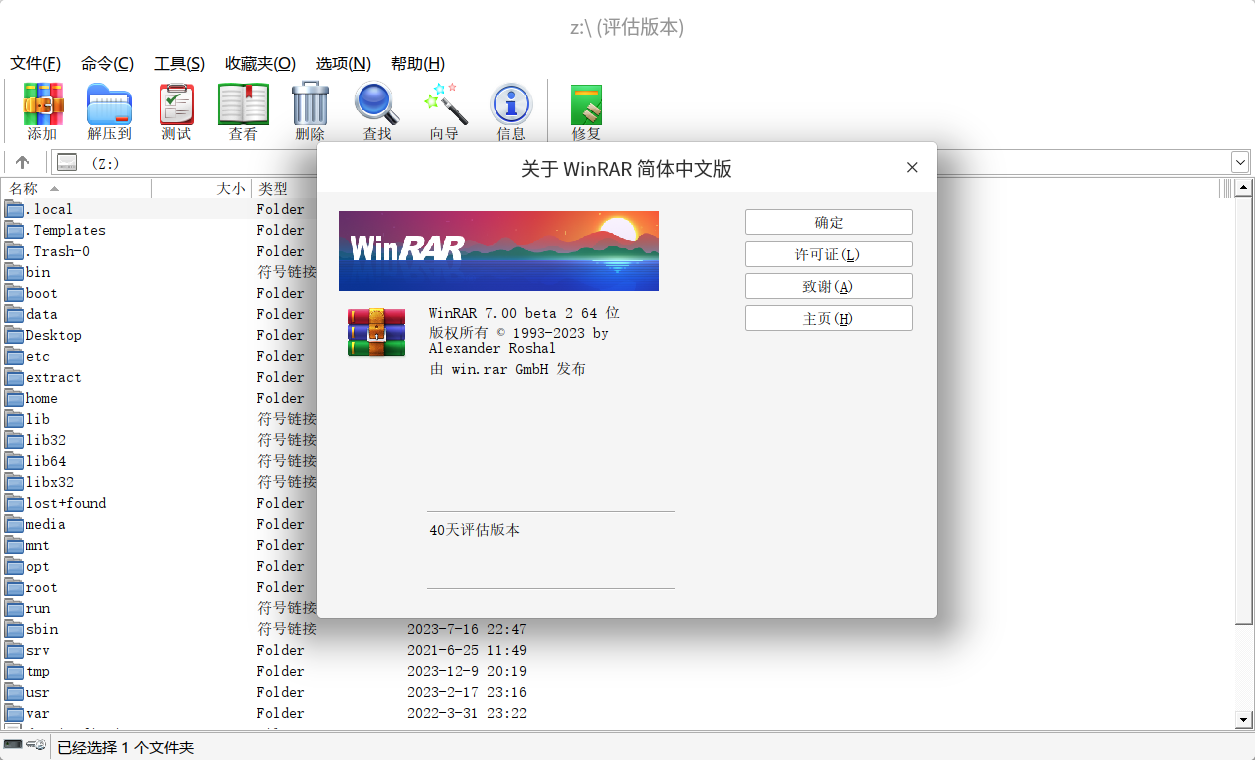 z:\ (评估版本)
文件(F) 命令(C) 工具(S) 收藏夹(O) 选项(N) 帮助(H)
添加 解压到 测试 查看 删除 查找 向导 信息 修复
(Z:)
名称 大小 类型
.local Folder
.Templates Folder
.Trash-0 Folder
bin 符号链接
boot Folder
data Folder
Desktop Folder
etc Folder
extract Folder
home Folder
lib 符号链接
lib32 符号链接
lib64 符号链接
libx32 符号链接
lost+found Folder
media Folder
mnt Folder
opt Folder
root Folder
run 符号链接
sbin 符号链接 2023-7-16 22:47
srv Folder 2021-6-25 11:49
tmp Folder 2023-12-9 20:19
usr Folder 2023-2-17 23:16
var Folder 2022-3-31 23:22
已经选择 1 个文件夹
关于 WinRAR 简体中文版
WinRAR
WinRAR 7.00 beta 2 64 位
版权所有 © 1993-2023 by
Alexander Roshal
由 win.rar GmbH 发布
40天评估版本
确定
许可证(L)
致谢(A)
主页(H)